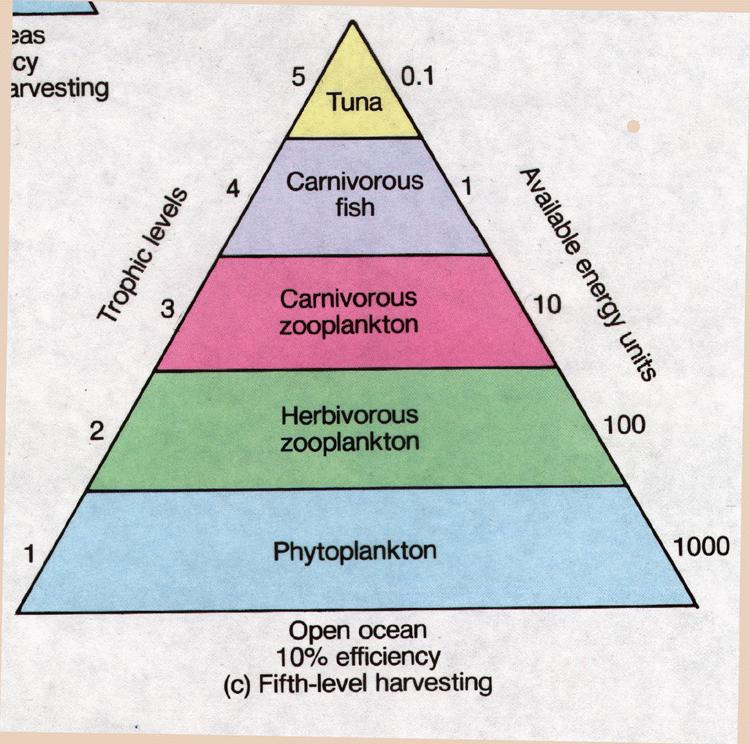 eas
cy
arvesting
5
0.1
Tuna
4
Carnivorous
fish
1
Trophic levels
Available energy units
3
Carnivorous
zooplankton
10
2
Herbivorous
zooplankton
100
1
Phytoplankton
1000
Open ocean
10% efficiency
(c) Fifth-level harvesting